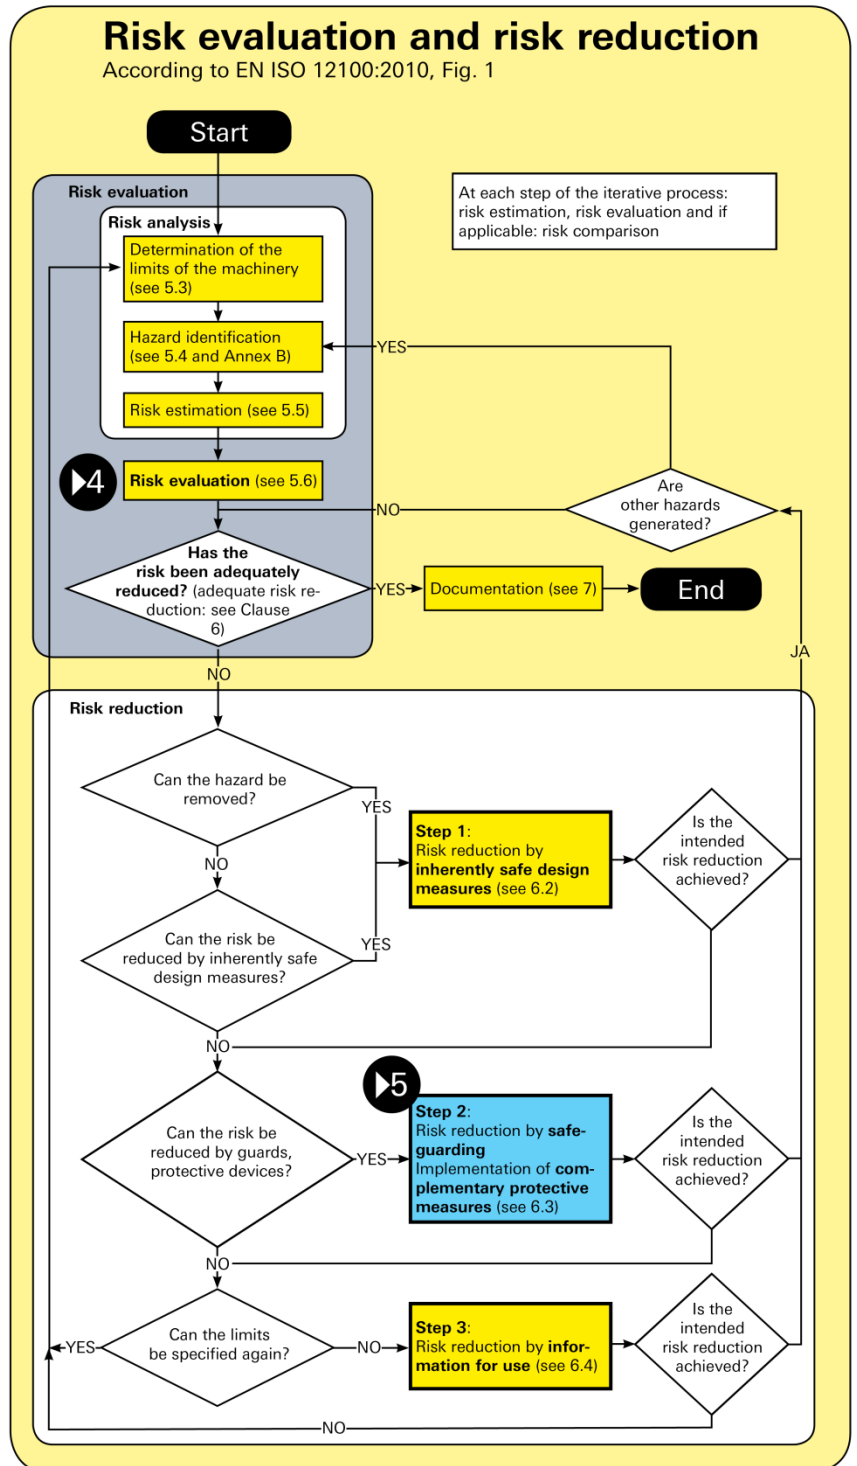 Risk evaluation and risk reduction
According to EN ISO 12100:2010, Fig. 1
Start
Risk evaluation
At each step of the iterative process:
risk estimation, risk evaluation and if
applicable: risk comparison
Risk analysis
Determination of the
limits of the machinery
(see 5.3)
Hazard identification
(see 5.4 and Annex B)
YES
Risk estimation (see 5.5)
4
Risk evaluation (see 5.6)
Are
other hazards
generated?
NO
Has the
risk been adequately
reduced? (adequate risk re-
duction: see Clause
6)
YES
Documentation (see 7)
End
JA
NO
Risk reduction
Can the hazard be
removed?
YES
NO
Step 1:
Risk reduction by
inherently safe design
measures (see 6.2)
Is the
intended
risk reduction
achieved?
Can the risk be
reduced by inherently safe
design measures?
YES
NO
5
Can the risk be
reduced by guards,
protective devices?
YES
Step 2:
Risk reduction by safe-
guarding
Implementation of com-
plementary protective
measures (see 6.3)
Is the
intended
risk reduction
achieved?
NO
Can the limits
be specified again?
YES
NO
Step 3:
Risk reduction by infor-
mation for use (see 6.4)
Is the
intended
risk reduction
achieved?
NO